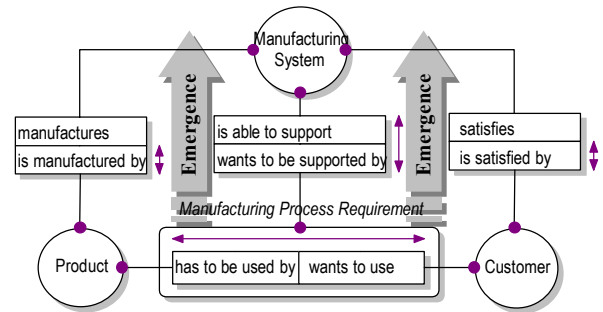 Manufacturing
System
Emergence
Emergence
manufactures
is manufactured by
is able to support
wants to be supported by
satisfies
is satisfied by
Manufacturing Process Requirement
Product
has to be used by
wants to use
Customer